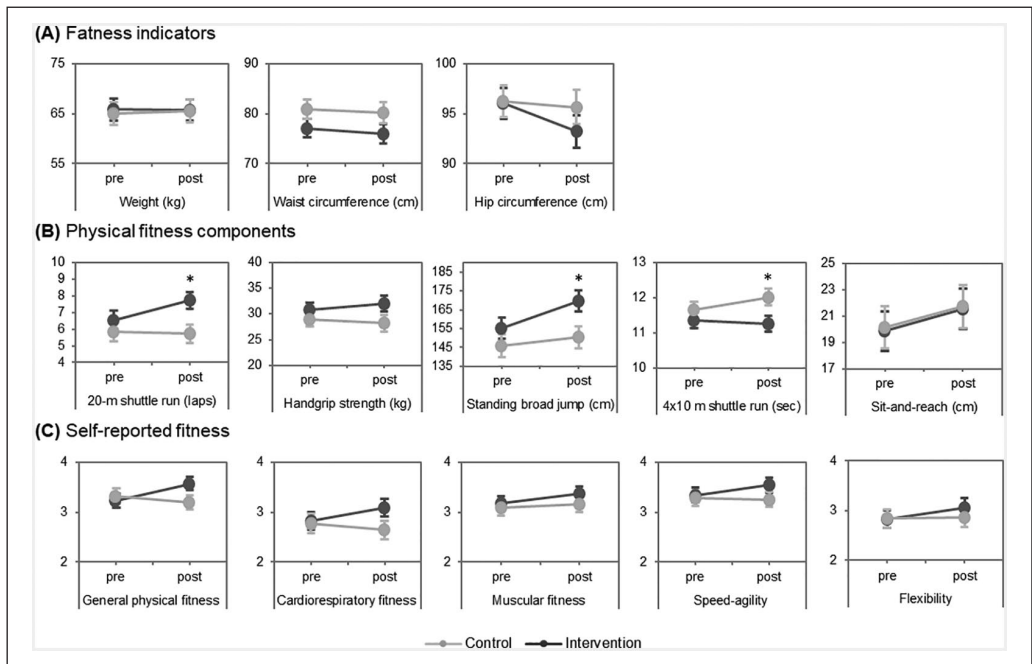 (A) Fatness indicators
75 90 100
65 80 95
55 70 90
pre post pre post pre post
Weight (kg) Waist circumference (cm) Hip circumference (cm)
(B) Physical fitness components
10 40 185 13 25
9 175 23
8 * 35 * 12 * 21
7 165
6 30 155 11 19
5 25 145
4 20 135 10 17
pre post pre post pre post pre post pre post
20-m shuttle run (laps) Handgrip strength (kg) Standing broad jump (cm) 4x10 m shuttle run (sec) Sit-and-reach (cm)
(C) Self-reported fitness
4 4 4 4 4
3 3 3 3 3
2 2 2 2 2
pre post pre post pre post pre post pre post
General physical fitness Cardiorespiratory fitness Muscular fitness Speed-agility Flexibility
Control Intervention